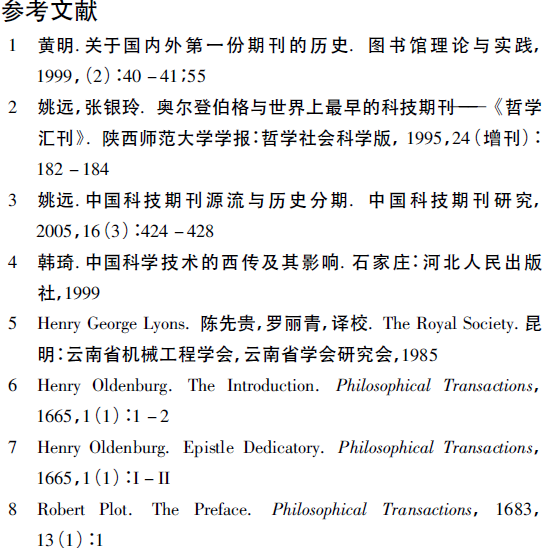 参考文献
1 黄明. 关于国内外第一份期刊的历史. 图书馆理论与实践,
1999, (2) :40 -41;55
2 姚远, 张银玲. 奥尔登伯格与世界上最早的科技期刊——《哲学
汇刊》. 陕西师范大学学报:哲学社会科学版, 1995, 24 (增刊) :
182 -184
3 姚远. 中国科技期刊源流与历史分期. 中国科技期刊研究,
2005, 16 (3) :424 -428
4 韩琦. 中国科学技术的西传及其影响. 石家庄:河北人民出版
社, 1999
5 Henry George Lyons. 陈先贵, 罗丽青, 译校. The Royal Society. 昆
明:云南省机械工程学会, 云南省学会研究会, 1985
6 Henry Oldenburg. The Introduction. Philosophical Transactions,
1665, 1 (1) :1 -2
7 Henry Oldenburg. Epistle Dedicatory. Philosophical Transactions,
1665, 1 (1) :I -II
8 Robert Plot. The Preface. Philosophical Transactions, 1683,
13 (1) :1